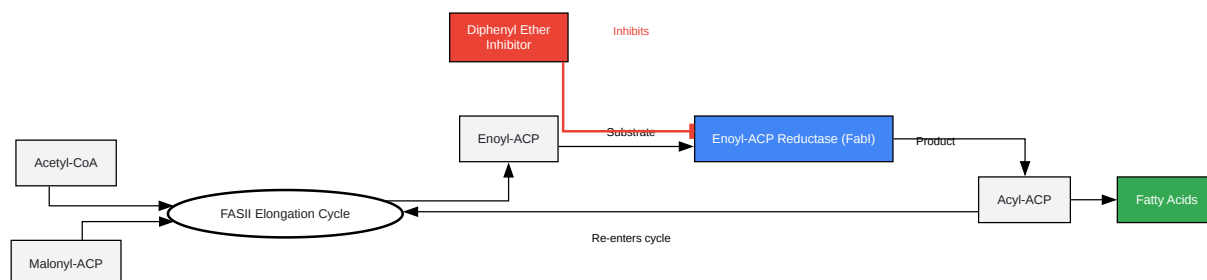 Diphenyl Ether
Inhibitor
Inhibits
Enoyl-ACP
Substrate
Enoyl-ACP Reductase (FabI)
Product
Acetyl-CoA
FASII Elongation Cycle
Malonyl-ACP
Acyl-ACP
Fatty Acids
Re-enters cycle